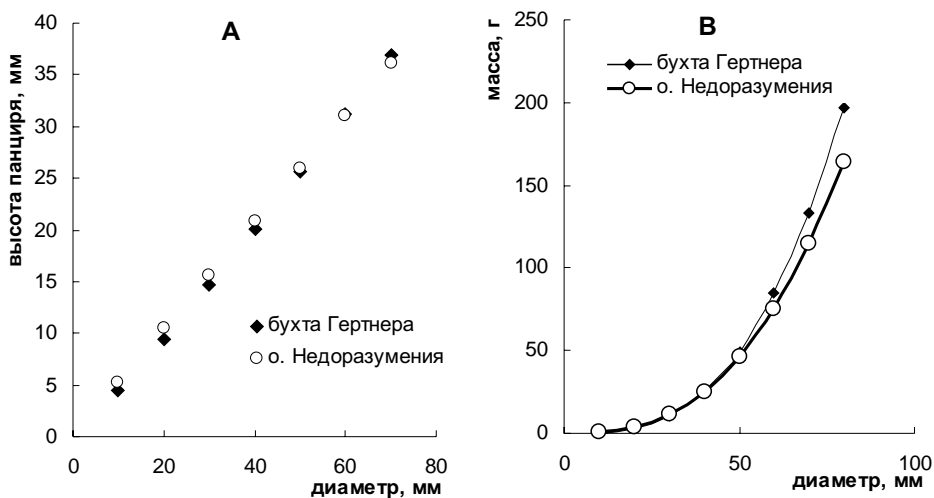 А
высота панциря, мм
40
35
30
25
20
15
10
5
0
бухта Гертнера
о. Недоразумения
0 20 40 60 80
диаметр, мм
В
масса, г
250
200
150
100
50
0
бухта Гертнера
о. Недоразумения
0 50 100
диаметр, мм